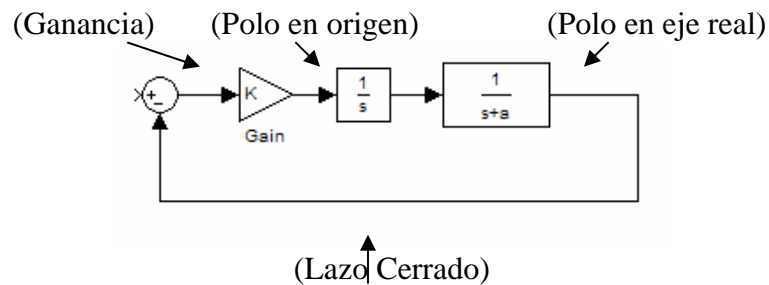 (Ganancia) (Polo en origen) (Polo en eje real)
+
-
K
Gain
1
s
1
s+a
(Lazo Cerrado)